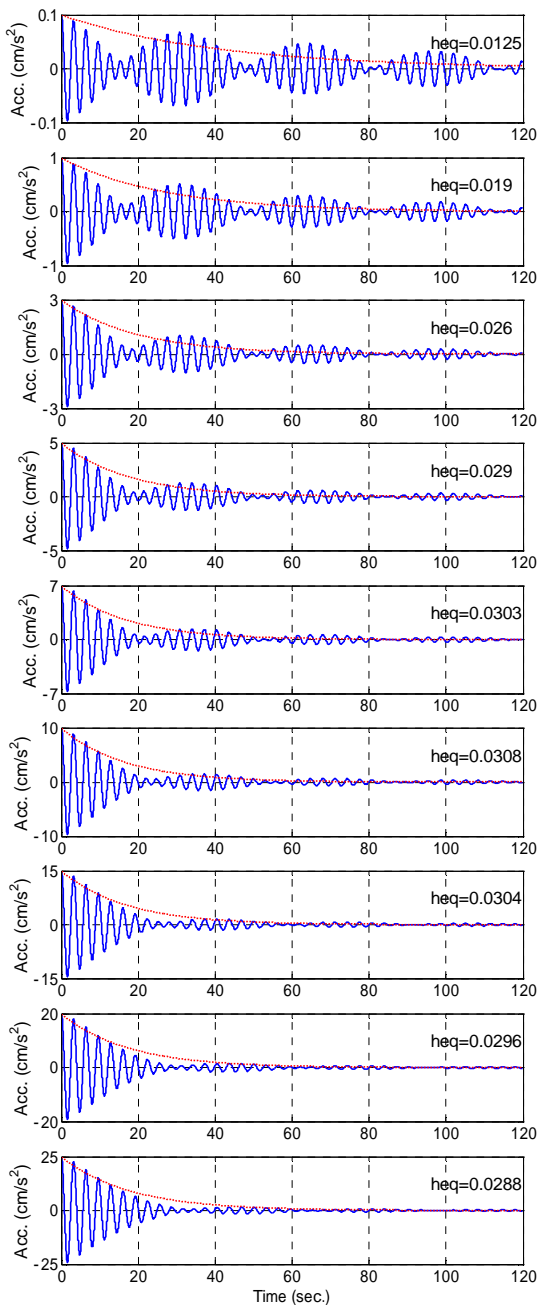 0.1
heq=0.0125
0
-0.1
Acc. (cm/s²)
0 20 40 60 80 100 120
1
heq=0.019
0
-1
Acc. (cm/s²)
0 20 40 60 80 100 120
3
heq=0.026
0
-3
Acc. (cm/s²)
0 20 40 60 80 100 120
5
heq=0.029
0
-5
Acc. (cm/s²)
0 20 40 60 80 100 120
7
heq=0.0303
0
-7
Acc. (cm/s²)
0 20 40 60 80 100 120
10
heq=0.0308
0
-10
Acc. (cm/s²)
0 20 40 60 80 100 120
15
heq=0.0304
0
-15
Acc. (cm/s²)
0 20 40 60 80 100 120
20
heq=0.0296
0
-20
Acc. (cm/s²)
0 20 40 60 80 100 120
25
heq=0.0288
0
-25
Acc. (cm/s²)
0 20 40 60 80 100 120
Time (sec.)